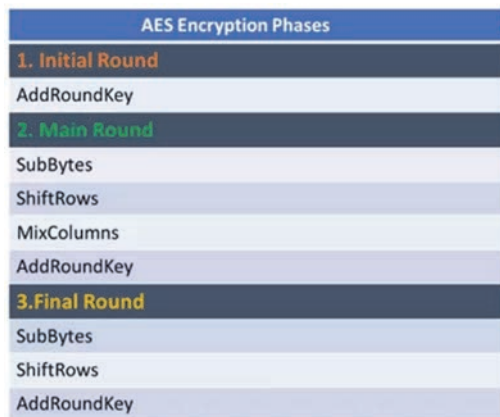 AES Encryption Phases
1. Initial Round
AddRoundKey
2. Main Round
SubBytes
ShiftRows
MixColumns
AddRoundKey
3.Final Round
SubBytes
ShiftRows
AddRoundKey